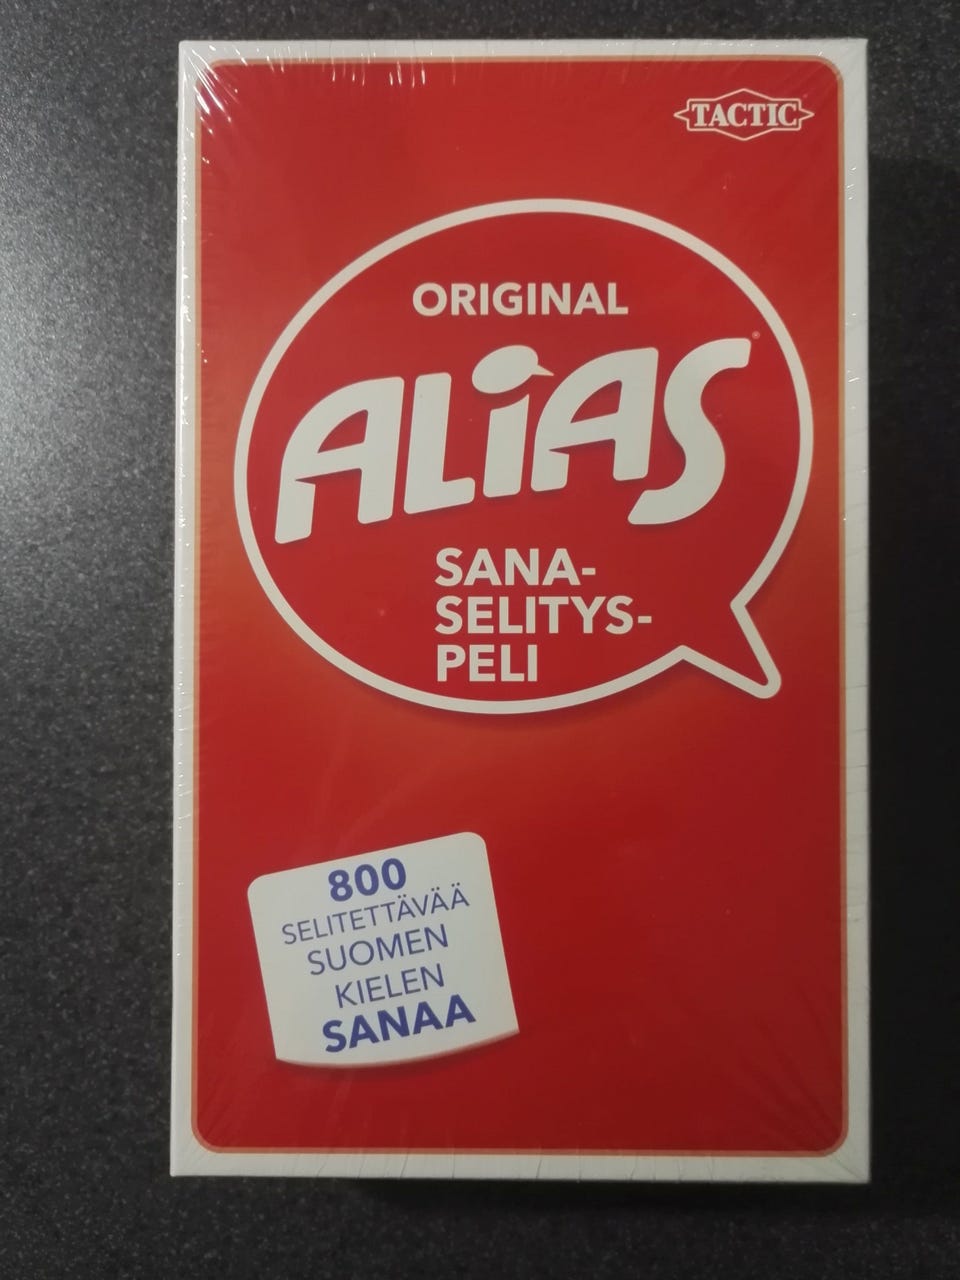 TACTIC
ORIGINAL
ALiAS®
SANA-
SELITYS-
PELI
800
SELITETTÄVÄÄ
SUOMEN
KIELEN
SANAA